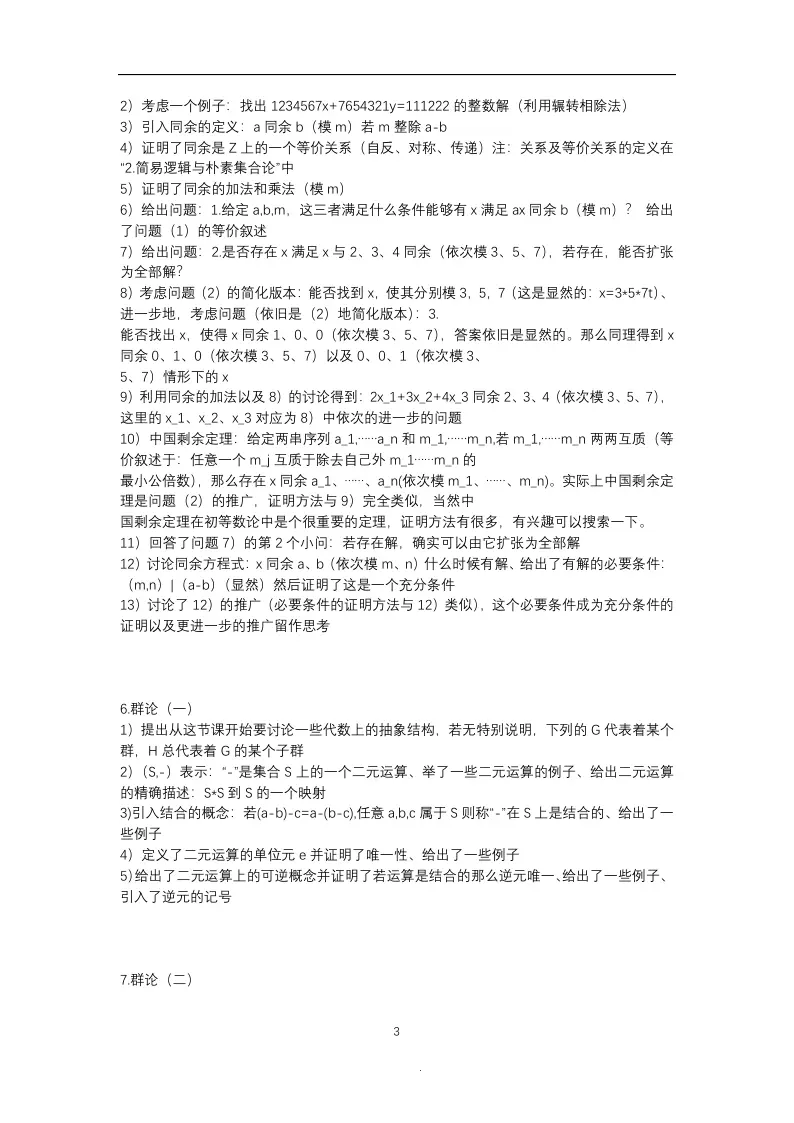 2）考虑一个例子：找出 1234567x+7654321y=111222 的整数解（利用辗转相除法）
3）引入同余的定义：a 同余 b（模 m）若 m 整除 a-b
4）证明了同余是 Z 上的一个等价关系（自反、对称、传递）注：关系及等价关系的定义在
“2.简易逻辑与朴素集合论”中
5）证明了同余的加法和乘法（模 m）
6）给出问题：1.给定 a,b,m，这三者满足什么条件能够有 x 满足 ax 同余 b（模 m）？ 给出
了问题（1）的等价叙述
7）给出问题：2.是否存在 x 满足 x 与 2、3、4 同余（依次模 3、5、7），若存在，能否扩张
为全部解？
8）考虑问题（2）的简化版本：能否找到 x，使其分别模 3，5，7（这是显然的：x=3*5*7t）、
进一步地，考虑问题（依旧是（2）地简化版本）：3.
能否找出 x，使得 x 同余 1、0、0（依次模 3、5、7），答案依旧是显然的。那么同理得到 x
同余 0、1、0（依次模 3、5、7）以及 0、0、1（依次模 3、
5、7）情形下的 x
9）利用同余的加法以及 8）的讨论得到：2x_1+3x_2+4x_3 同余 2、3、4（依次模 3、5、7），
这里的 x_1、x_2、x_3 对应为 8）中依次的进一步的问题
10）中国剩余定理：给定两串序列 a_1,……a_n 和 m_1,……m_n,若 m_1,……m_n 两两互质（等
价叙述于：任意一个 m_j 互质于除去自己外 m_1……m_n 的
最小公倍数），那么存在 x 同余 a_1、……、a_n(依次模 m_1、……、m_n)。实际上中国剩余定
理是问题（2）的推广，证明方法与 9）完全类似，当然中
国剩余定理在初等数论中是个很重要的定理，证明方法有很多，有兴趣可以搜索一下。
11）回答了问题 7）的第 2 个小问：若存在解，确实可以由它扩张为全部解
12）讨论同余方程式：x 同余 a、b（依次模 m、n）什么时候有解、给出了有解的必要条件：
（m,n）|（a-b）（显然）然后证明了这是一个充分条件
13）讨论了 12）的推广（必要条件的证明方法与 12）类似），这个必要条件成为充分条件的
证明以及更进一步的推广留作思考
6.群论（一）
1）提出从这节课开始要讨论一些代数上的抽象结构，若无特别说明，下列的 G 代表着某个
群，H 总代表着 G 的某个子群
2）（S,-）表示：“-”是集合 S 上的一个二元运算、举了一些二元运算的例子、给出二元运算
的精确描述：S*S 到 S 的一个映射
3)引入结合的概念：若(a-b)-c=a-(b-c),任意 a,b,c 属于 S 则称“-”在 S 上是结合的、给出了一
些例子
4）定义了二元运算的单位元 e 并证明了唯一性、给出了一些例子
5)给出了二元运算上的可逆概念并证明了若运算是结合的那么逆元唯一、给出了一些例子、
引入了逆元的记号
7.群论（二）
3
.